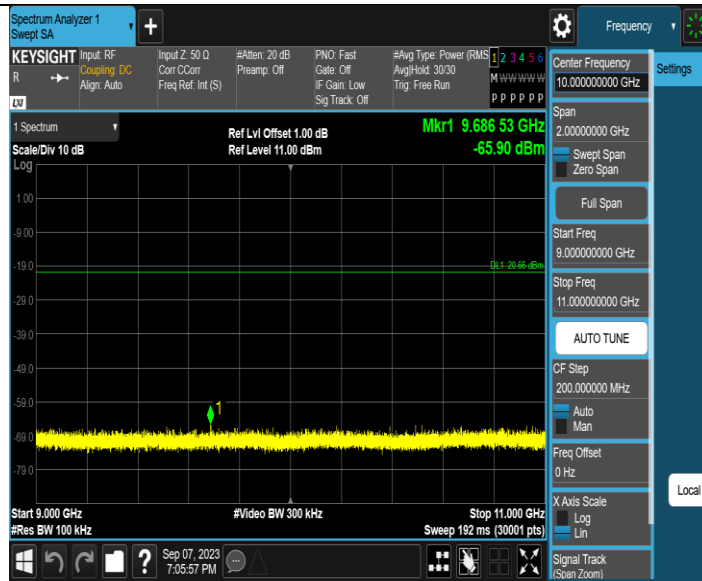 Spectrum Analyzer 1
Swept SA
+
Frequency
KEYSIGHT
R
LXI
Input: RF
Coupling: DC
Align: Auto
Input Z: 50 Ω
Corr CCorr
Freq Ref: Int (S)
#Atten: 20 dB
Preamp: Off
PNO: Fast
Gate: Off
IF Gain: Low
Sig Track: Off
#Avg Type: Power (RMS
Avg|Hold: 30/30
Trig: Free Run
1 2 3 4 5 6
M W W W W W
P P P P P P
1 Spectrum
Scale/Div 10 dB
Ref Lvl Offset 1.00 dB
Ref Level 11.00 dBm
Mkr1 9.686 53 GHz
-65.90 dBm
Log
1.00
-9.00
-19.0
DL1 -20.66 dBm
-29.0
-39.0
-49.0
-59.0
1
-69.0
-79.0
Start 9.000 GHz
#Res BW 100 kHz
#Video BW 300 kHz
Stop 11.000 GHz
Sweep 192 ms (30001 pts)
?
Sep 07, 2023
7:05:57 PM
Center Frequency
10.000000000 GHz
Settings
Span
2.00000000 GHz
Swept Span
Zero Span
Full Span
Start Freq
9.000000000 GHz
Stop Freq
11.000000000 GHz
AUTO TUNE
CF Step
200.000000 MHz
Auto
Man
Freq Offset
0 Hz
X Axis Scale
Log
Lin
Local
Signal Track
(Span Zoom)